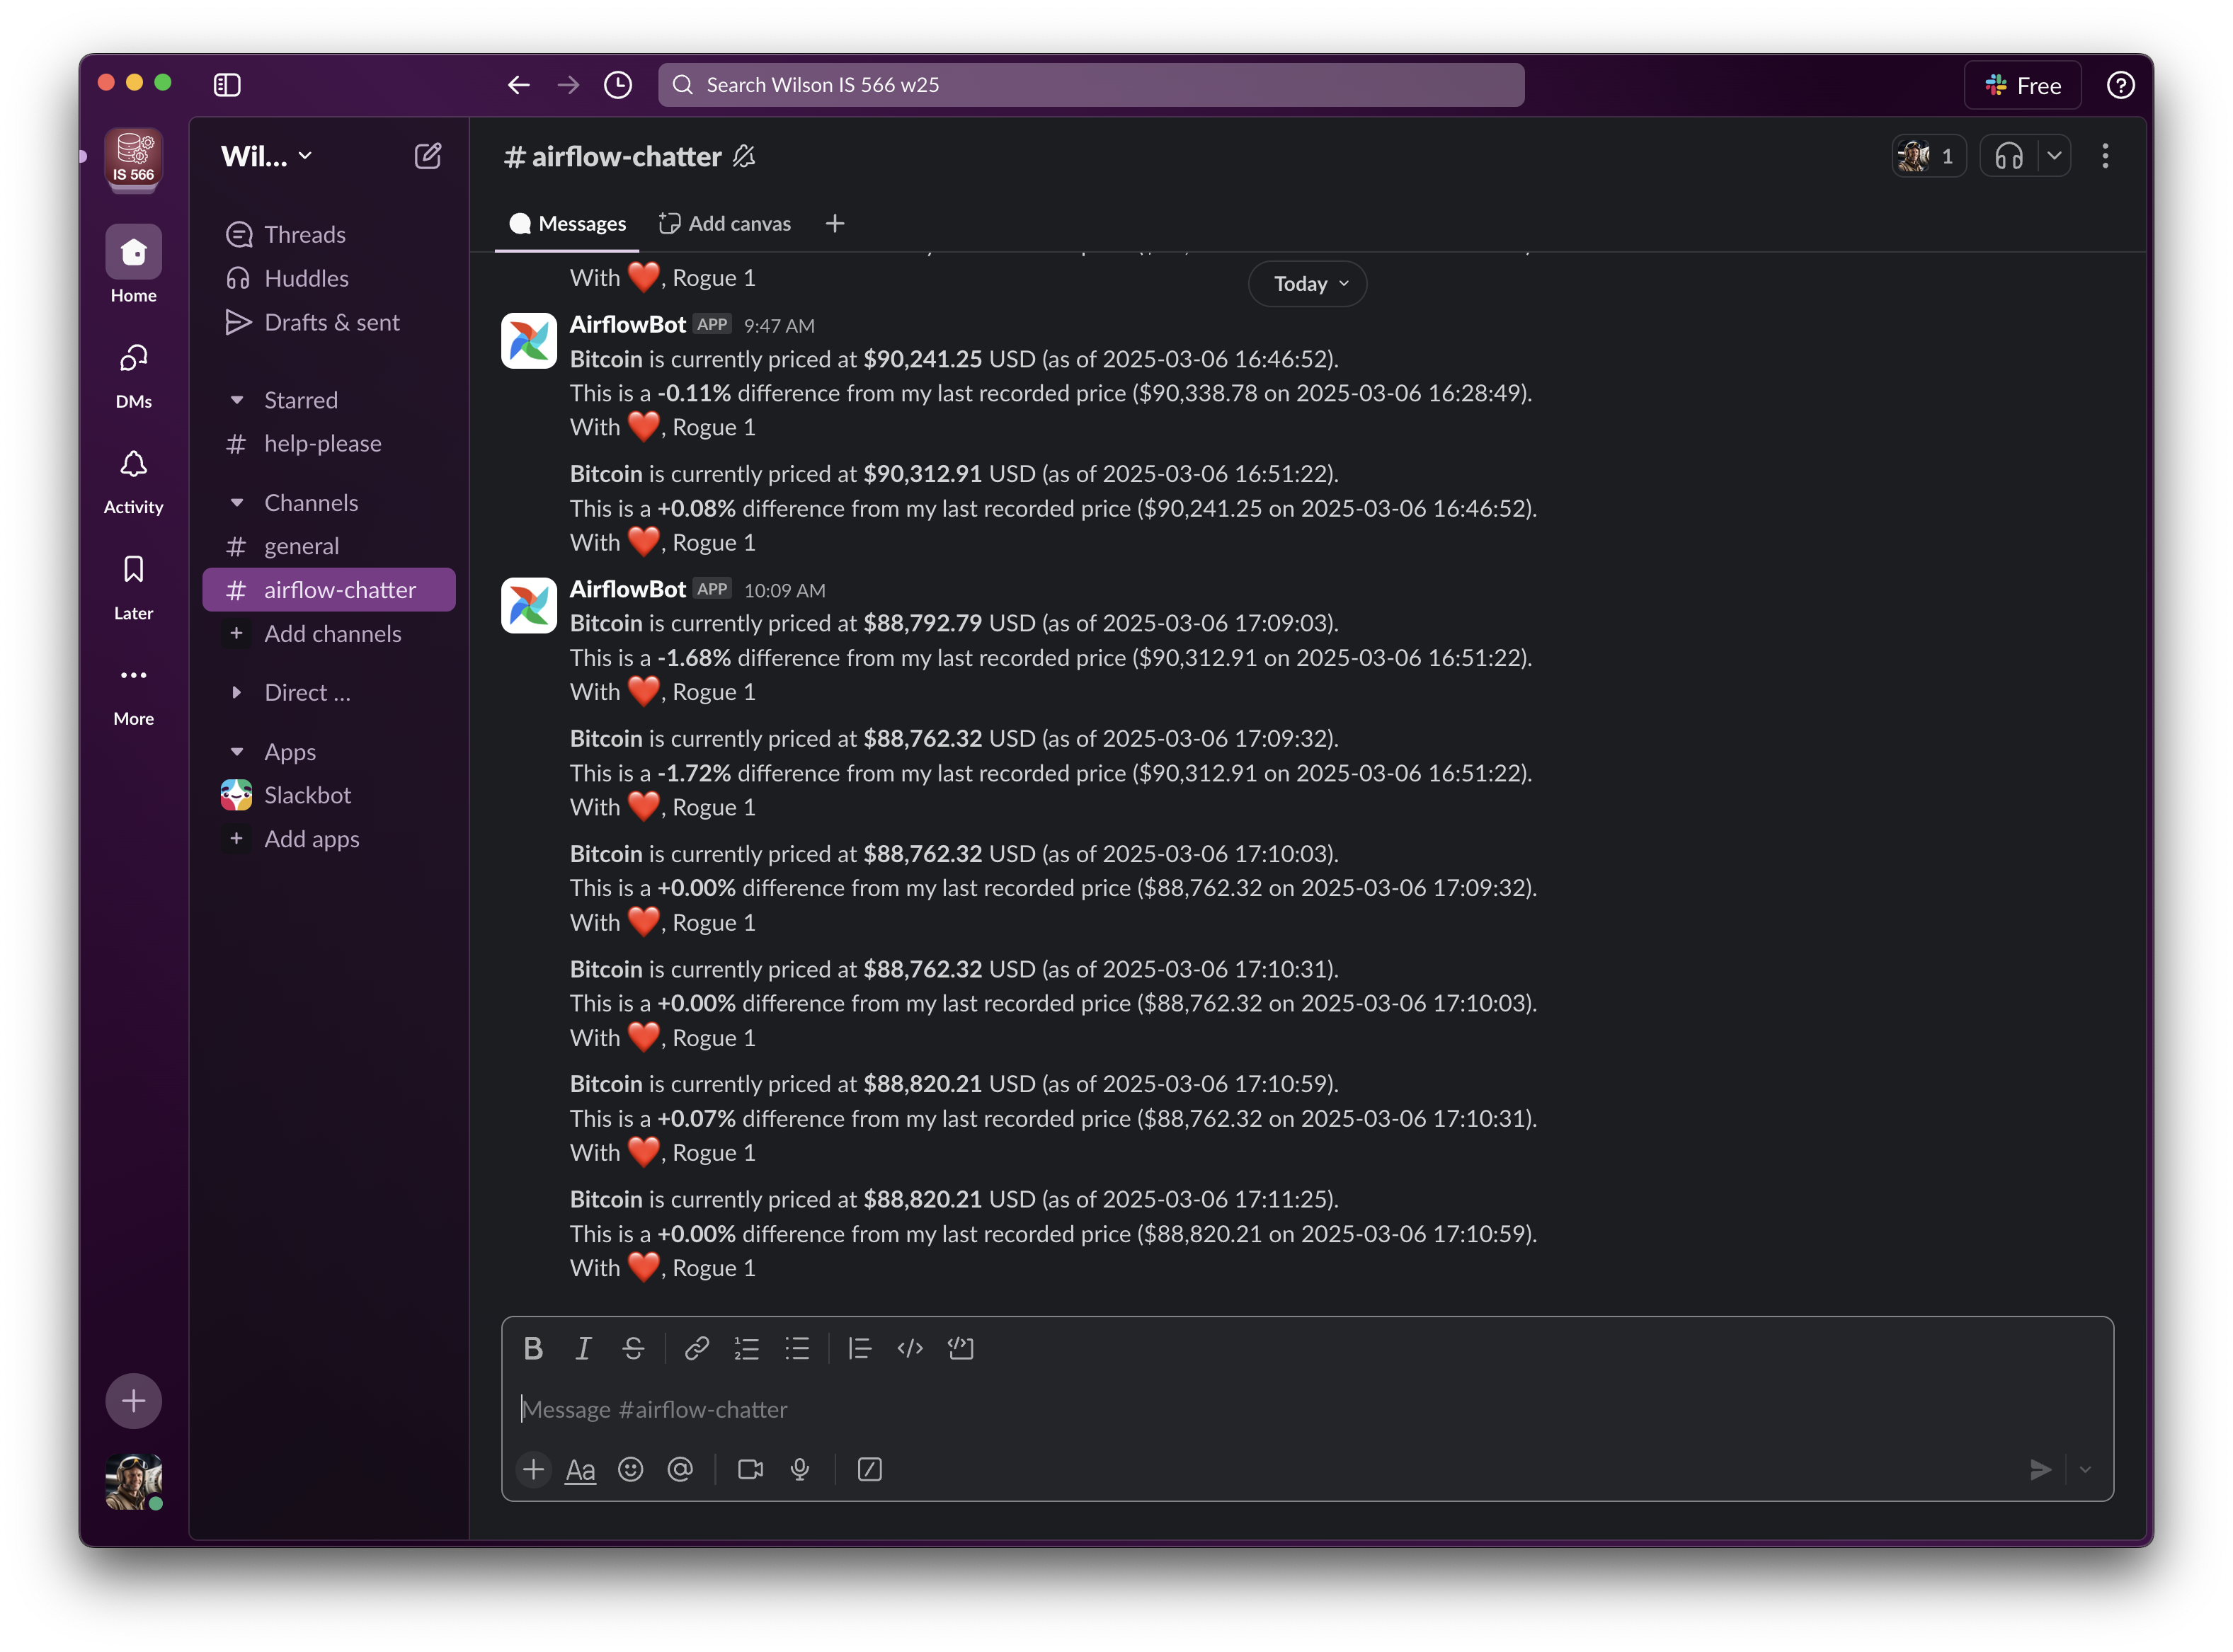 Search Wilson IS 566 w25
Free
IS 566
Home
DMs
Activity
Later
More
Wil...
Threads
Huddles
Drafts & sent
Starred
# help-please
Channels
# general
# airflow-chatter
+ Add channels
Direct ...
Apps
Slackbot
+ Add apps
# airflow-chatter
1
Messages
Add canvas
With ❤️, Rogue 1
Today
AirflowBot APP 9:47 AM
Bitcoin is currently priced at $90,241.25 USD (as of 2025-03-06 16:46:52).
This is a -0.11% difference from my last recorded price ($90,338.78 on 2025-03-06 16:28:49).
With ❤️, Rogue 1
Bitcoin is currently priced at $90,312.91 USD (as of 2025-03-06 16:51:22).
This is a +0.08% difference from my last recorded price ($90,241.25 on 2025-03-06 16:46:52).
With ❤️, Rogue 1
AirflowBot APP 10:09 AM
Bitcoin is currently priced at $88,792.79 USD (as of 2025-03-06 17:09:03).
This is a -1.68% difference from my last recorded price ($90,312.91 on 2025-03-06 16:51:22).
With ❤️, Rogue 1
Bitcoin is currently priced at $88,762.32 USD (as of 2025-03-06 17:09:32).
This is a -1.72% difference from my last recorded price ($90,312.91 on 2025-03-06 16:51:22).
With ❤️, Rogue 1
Bitcoin is currently priced at $88,762.32 USD (as of 2025-03-06 17:10:03).
This is a +0.00% difference from my last recorded price ($88,762.32 on 2025-03-06 17:09:32).
With ❤️, Rogue 1
Bitcoin is currently priced at $88,762.32 USD (as of 2025-03-06 17:10:31).
This is a +0.00% difference from my last recorded price ($88,762.32 on 2025-03-06 17:10:03).
With ❤️, Rogue 1
Bitcoin is currently priced at $88,820.21 USD (as of 2025-03-06 17:10:59).
This is a +0.07% difference from my last recorded price ($88,762.32 on 2025-03-06 17:10:31).
With ❤️, Rogue 1
Bitcoin is currently priced at $88,820.21 USD (as of 2025-03-06 17:11:25).
This is a +0.00% difference from my last recorded price ($88,820.21 on 2025-03-06 17:10:59).
With ❤️, Rogue 1
Message #airflow-chatter
Aa